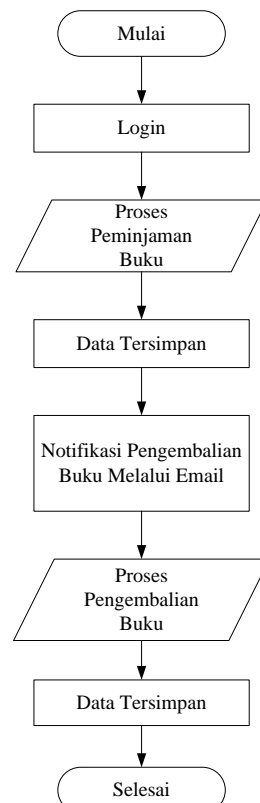 Mulai
Login
Proses
Peminjaman
Buku
Data Tersimpan
Notifikasi Pengembalian
Buku Melalui Email
Proses
Pengembalian
Buku
Data Tersimpan
Selesai